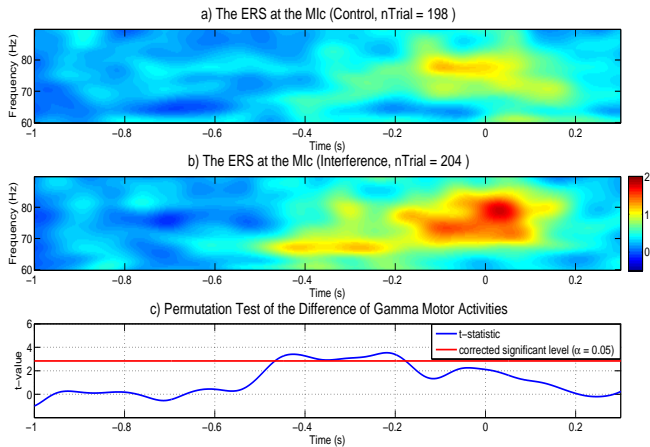 a) The ERS at the MIc (Control, nTrial = 198 )
Frequency (Hz)
80
70
60
−1 −0.8 −0.6 −0.4 −0.2 0 0.2
Time (s)
b) The ERS at the MIc (Interference, nTrial = 204 )
Frequency (Hz)
80
70
60
−1 −0.8 −0.6 −0.4 −0.2 0 0.2
Time (s)
2
1
0
−0.5
c) Permutation Test of the Difference of Gamma Motor Activities
t−value
6
4
2
0
t−statistic
corrected significant level (α = 0.05)
−1 −0.8 −0.6 −0.4 −0.2 0 0.2
Time (s)